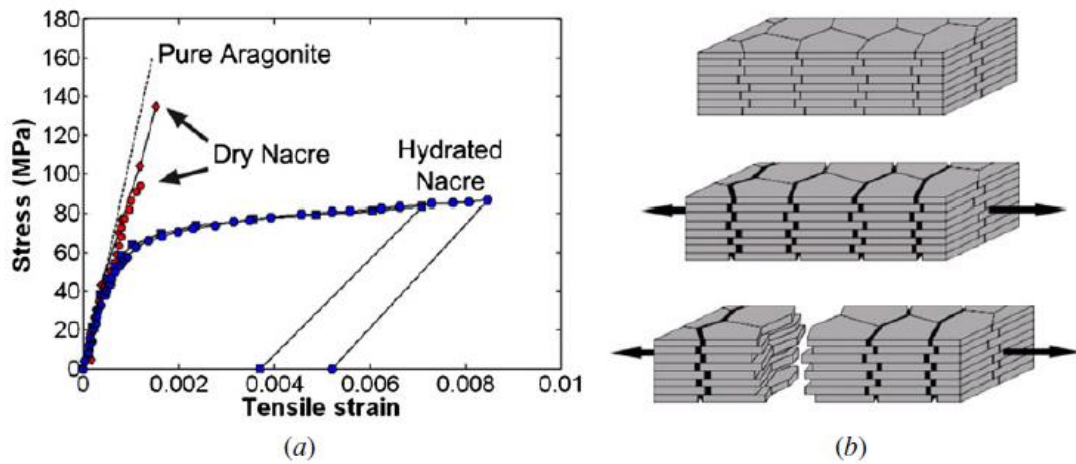 180
160
140
120
100
80
60
40
20
0
Stress (MPa)
Pure Aragonite
Dry Nacre
Hydrated
Nacre
0 0.002 0.004 0.006 0.008 0.01
Tensile strain
(a)
(b)